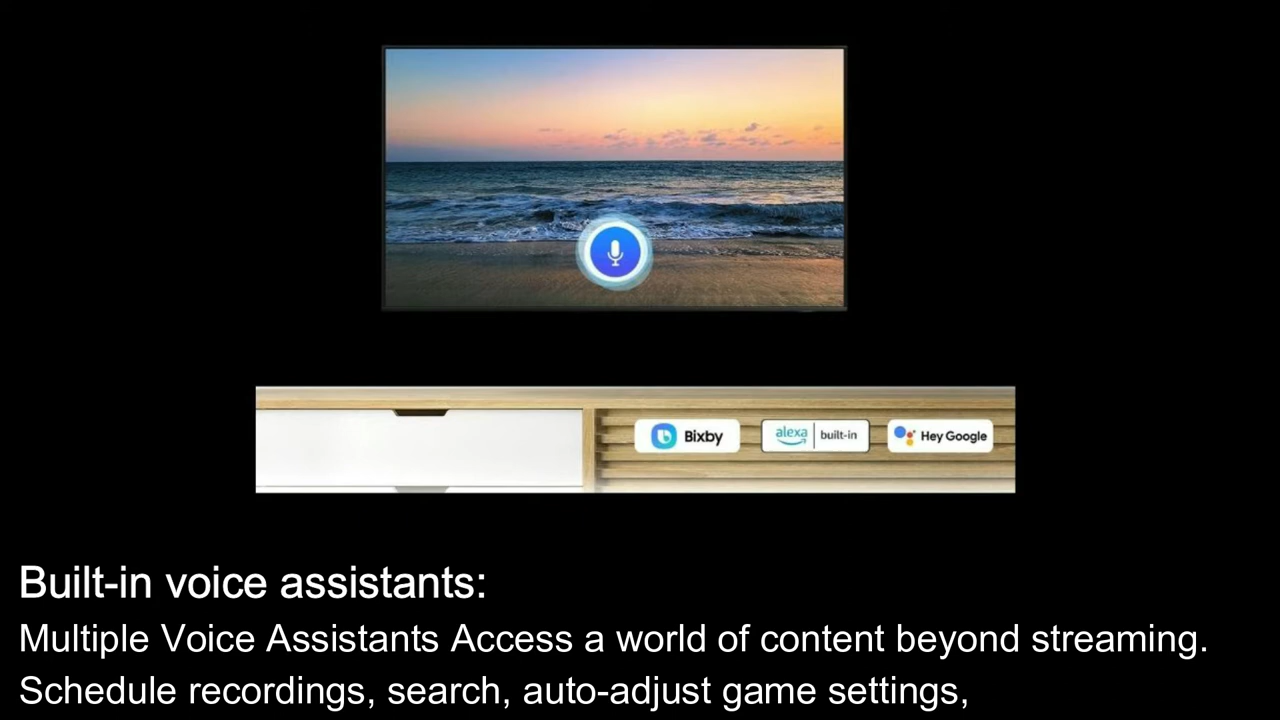 Bixby
alexa built-in
Hey Google
Built-in voice assistants:
Multiple Voice Assistants Access a world of content beyond streaming.
Schedule recordings, search, auto-adjust game settings,